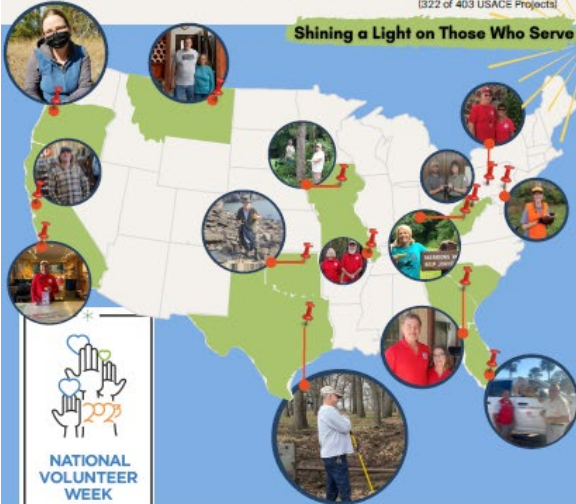 (322 of 403 USACE Projects)
Shining a Light on Those Who Serve
2023
NATIONAL
VOLUNTEER
WEEK